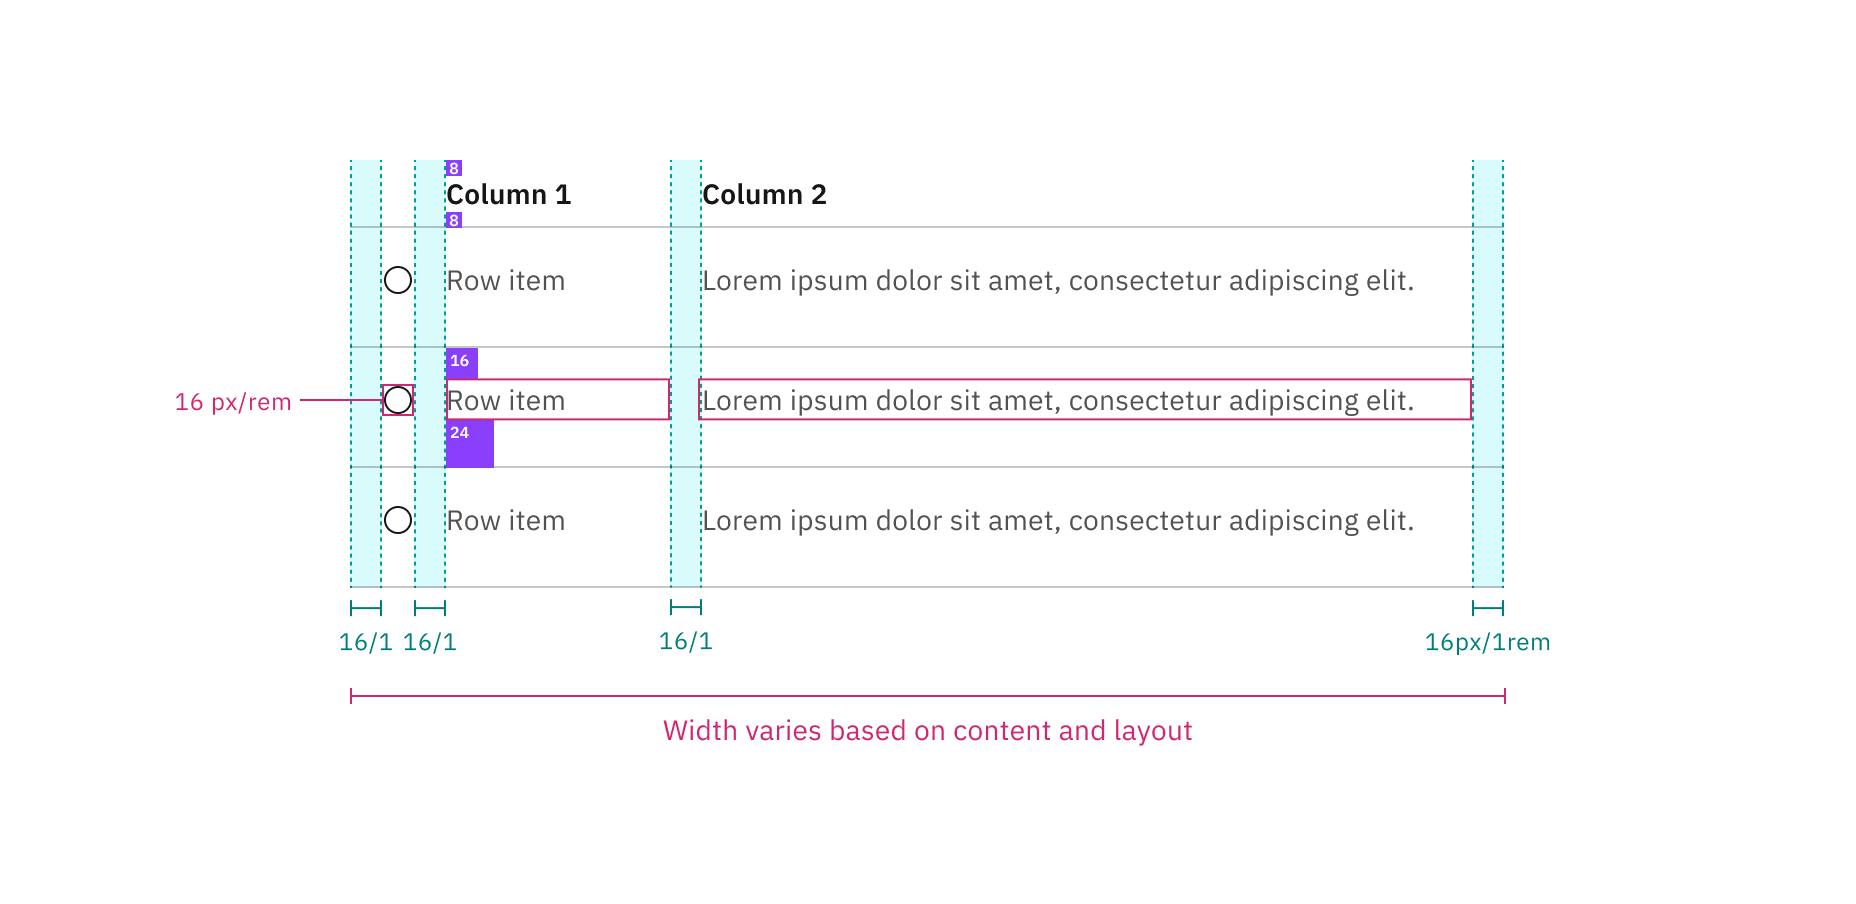 8
Column 1 Column 2
8
Row item Lorem ipsum dolor sit amet, consectetur adipiscing elit.
16
16 px/rem Row item Lorem ipsum dolor sit amet, consectetur adipiscing elit.
24
Row item Lorem ipsum dolor sit amet, consectetur adipiscing elit.
16/1 16/1 16/1 16px/1rem
Width varies based on content and layout